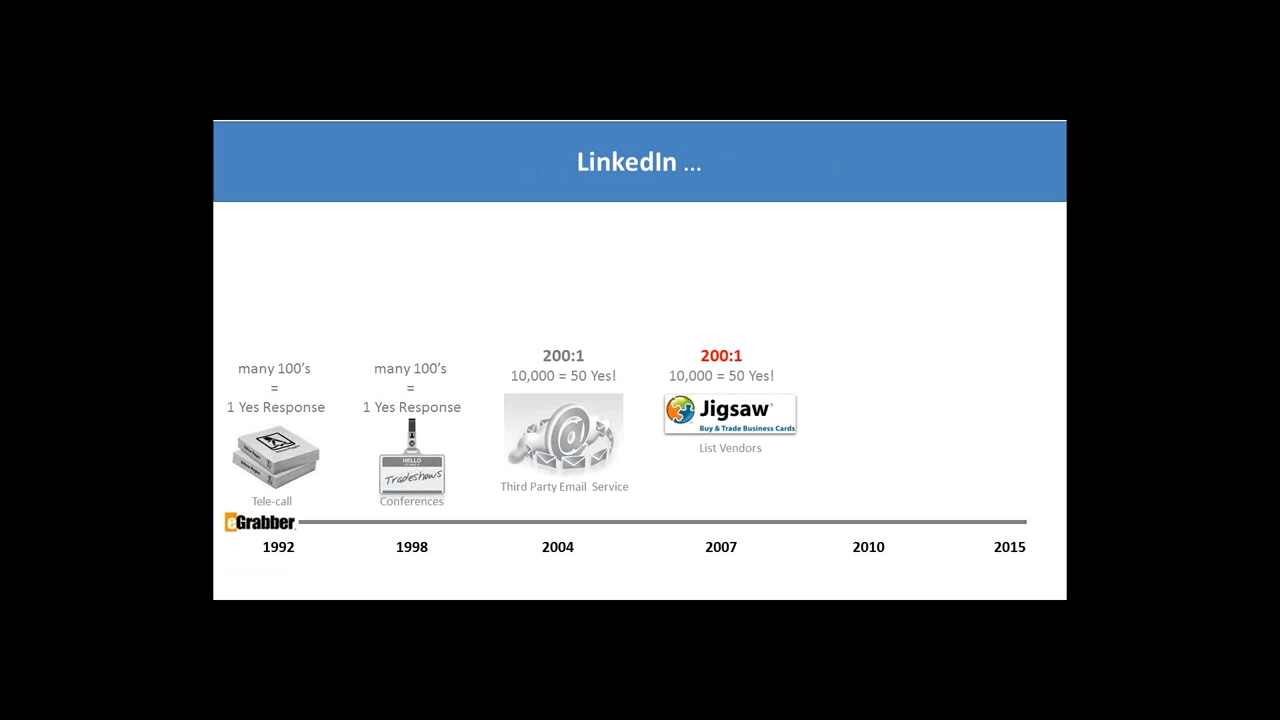 LinkedIn ...
many 100's
=
1 Yes Response
Tele-call
many 100's
=
1 Yes Response
HELLO
Tradeshows
Conferences
200:1
10,000 = 50 Yes!
@
Third Party Email Service
200:1
10,000 = 50 Yes!
Jigsaw®
Buy & Trade Business Cards
List Vendors
eGrabber
1992
1998
2004
2007
2010
2015